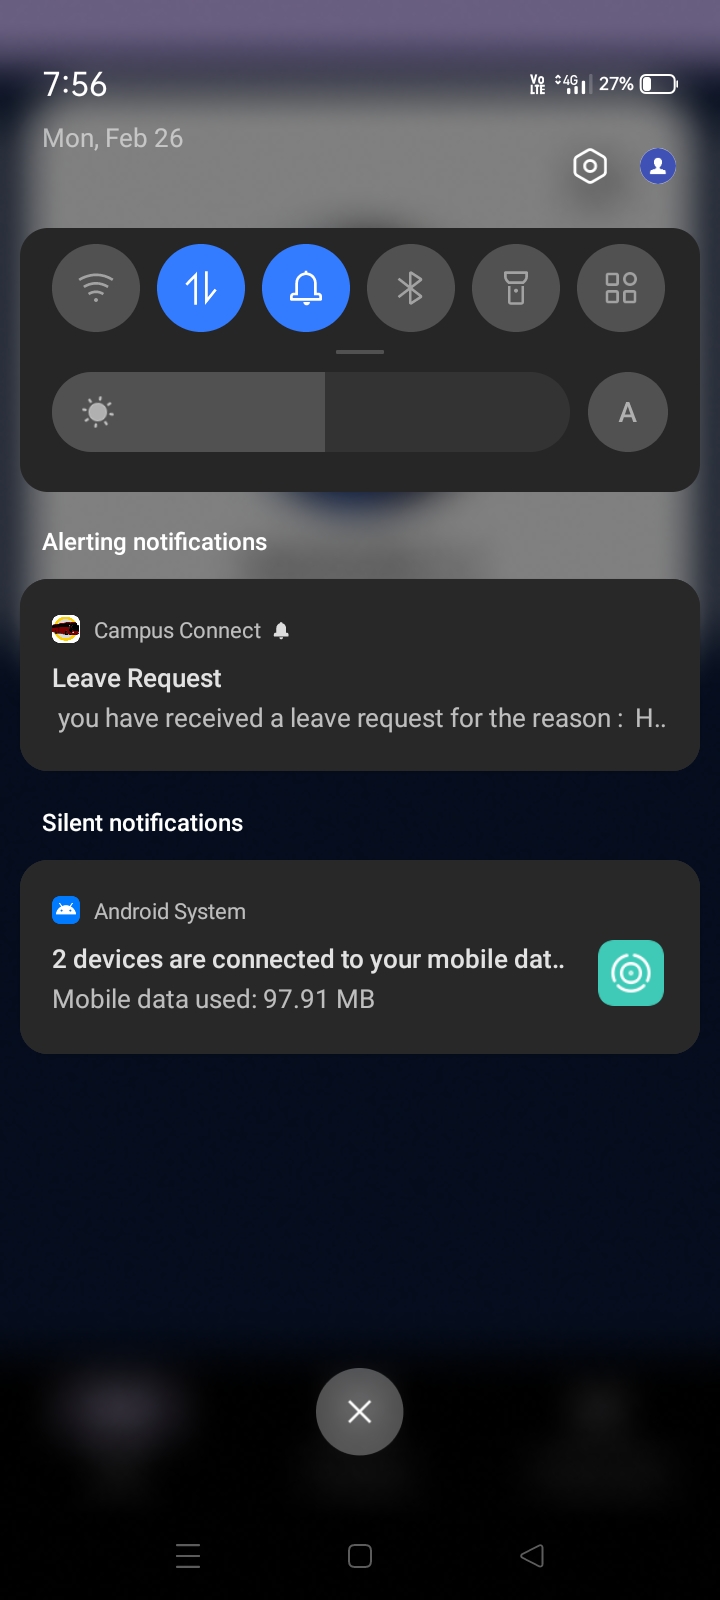 7:56
Vo LTE 4G 27%
Mon, Feb 26
A
Alerting notifications
Campus Connect
Leave Request
you have received a leave request for the reason :  H..
Silent notifications
Android System
2 devices are connected to your mobile dat..
Mobile data used: 97.91 MB